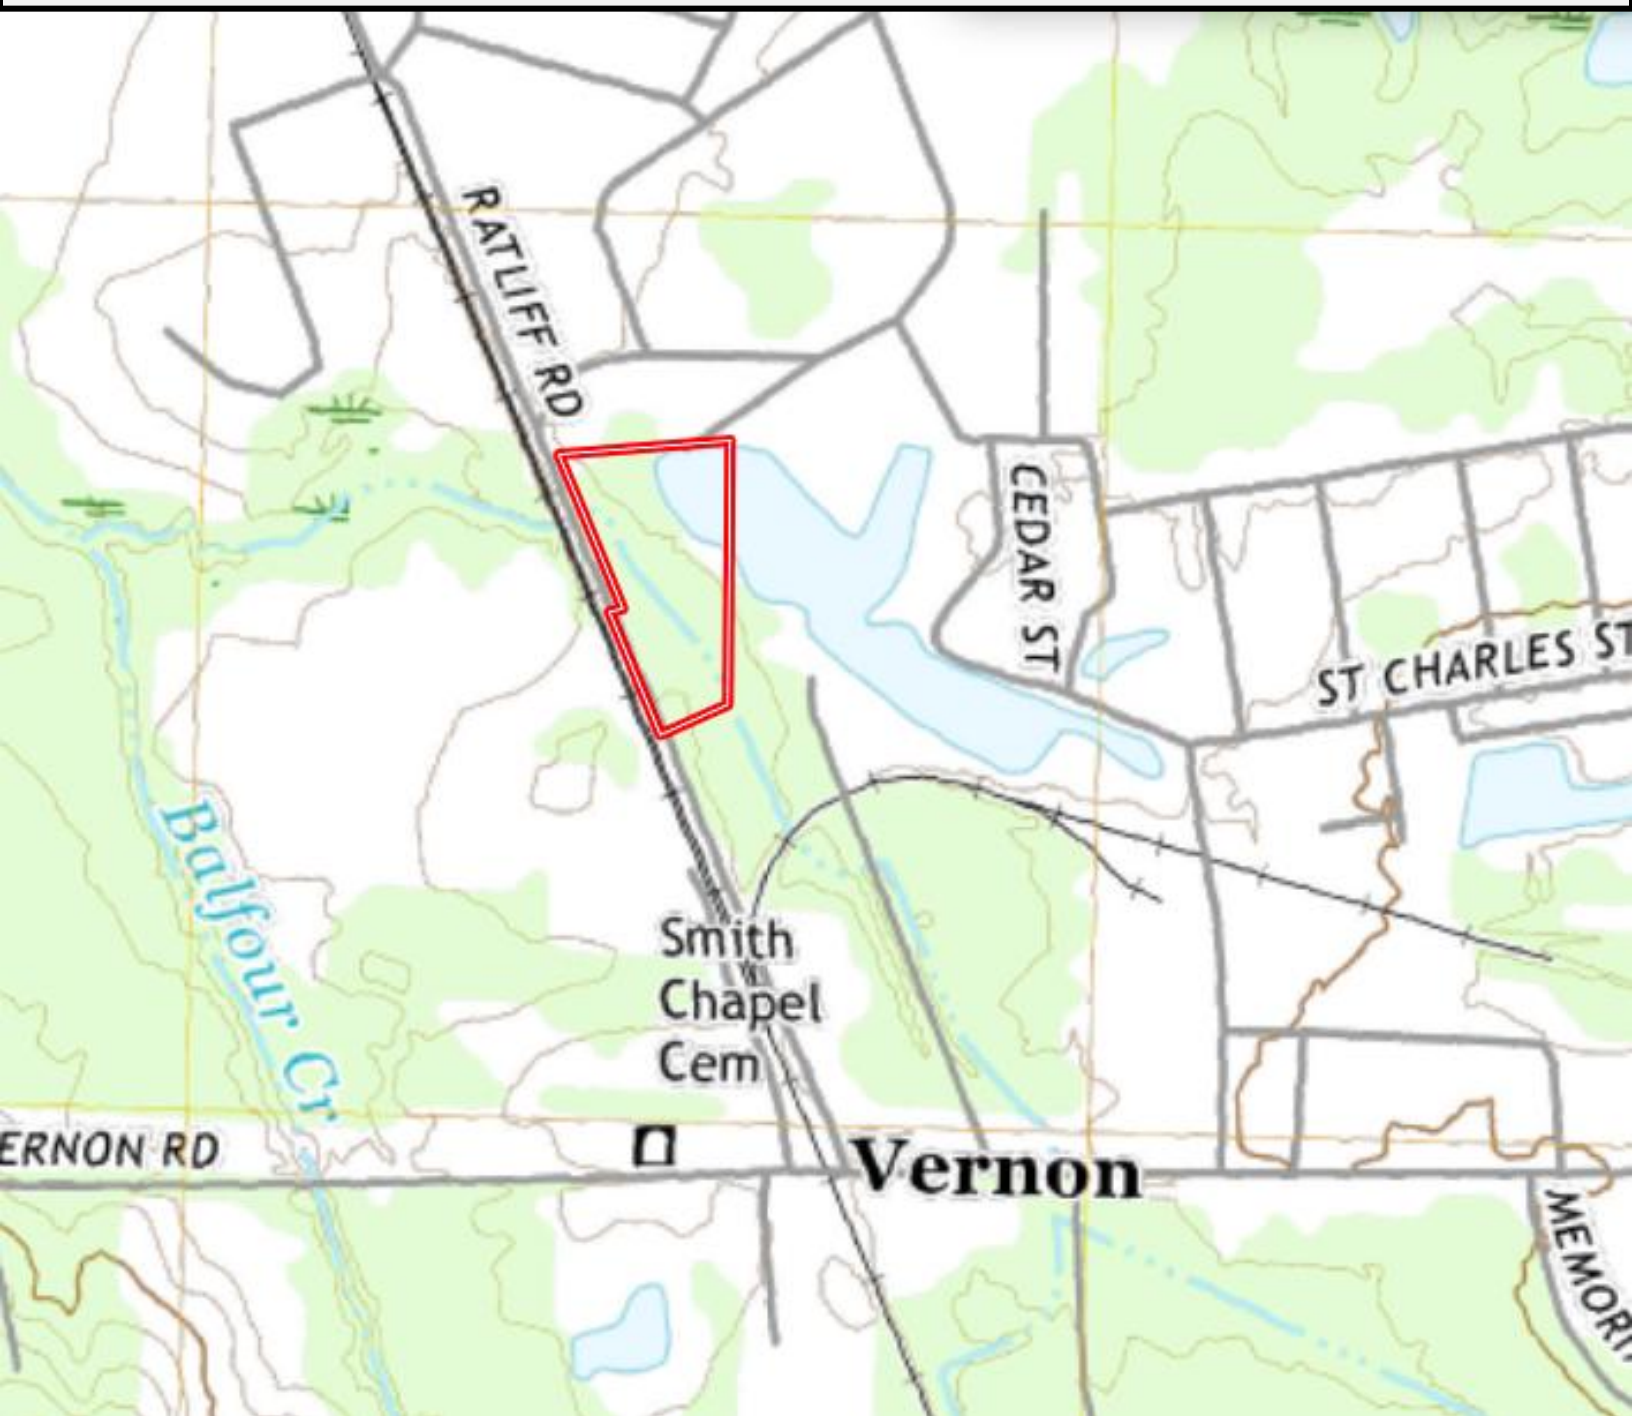 RATLIFF RD
CEDAR ST
ST CHARLES ST
Balfour Cr
Smith
Chapel
Cem
ERNON RD
Vernon
MEMORI